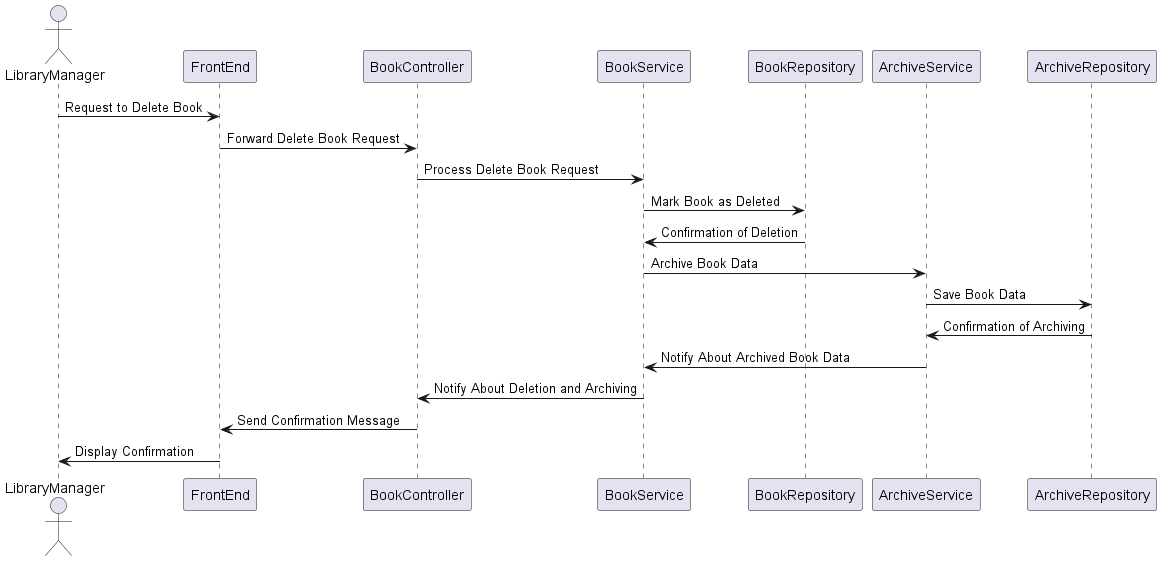 LibraryManager
FrontEnd
BookController
BookService
BookRepository
ArchiveService
ArchiveRepository
Request to Delete Book
Forward Delete Book Request
Process Delete Book Request
Mark Book as Deleted
Confirmation of Deletion
Archive Book Data
Save Book Data
Confirmation of Archiving
Notify About Archived Book Data
Notify About Deletion and Archiving
Send Confirmation Message
Display Confirmation
LibraryManager
FrontEnd
BookController
BookService
BookRepository
ArchiveService
ArchiveRepository